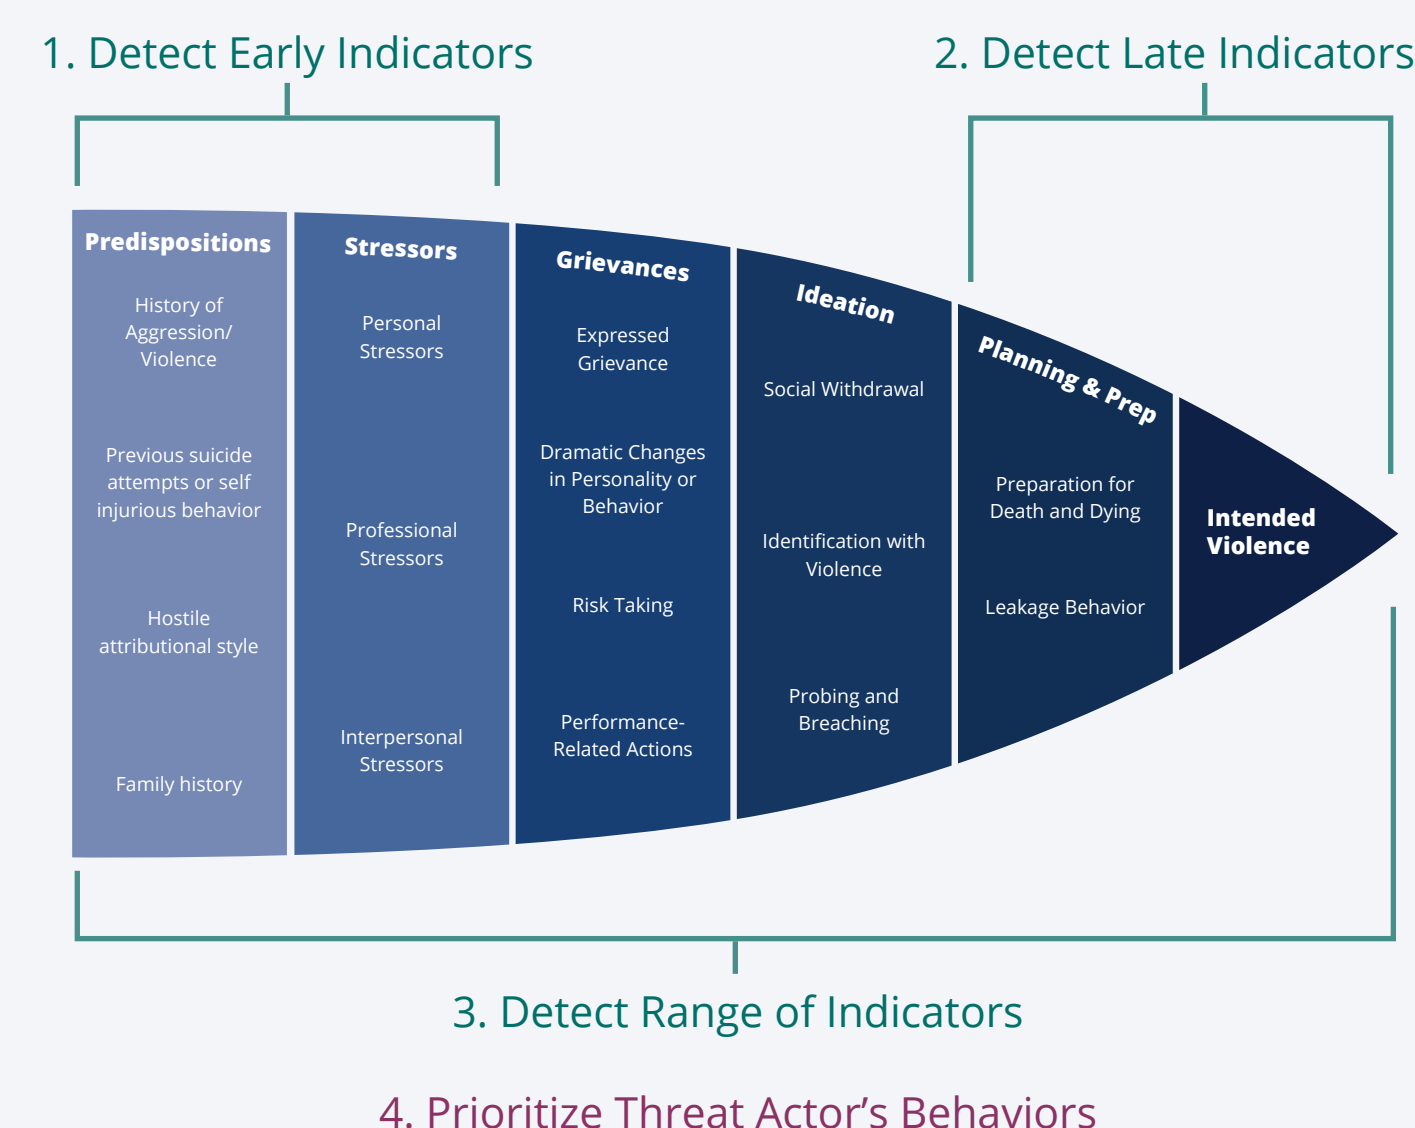 1. Detect Early Indicators
2. Detect Late Indicators
Predispositions
History of
Aggression/
Violence
Previous suicide
attempts or self
injurious behavior
Hostile
attributional style
Family history
Stressors
Personal
Stressors
Professional
Stressors
Interpersonal
Stressors
Grievances
Expressed
Grievance
Dramatic Changes
in Personality or
Behavior
Risk Taking
Performance-
Related Actions
Ideation
Social Withdrawal
Identification with
Violence
Probing and
Breaching
Planning & Prep
Preparation for
Death and Dying
Leakage Behavior
Intended
Violence
3. Detect Range of Indicators
4. Prioritize Threat Actor’s Behaviors